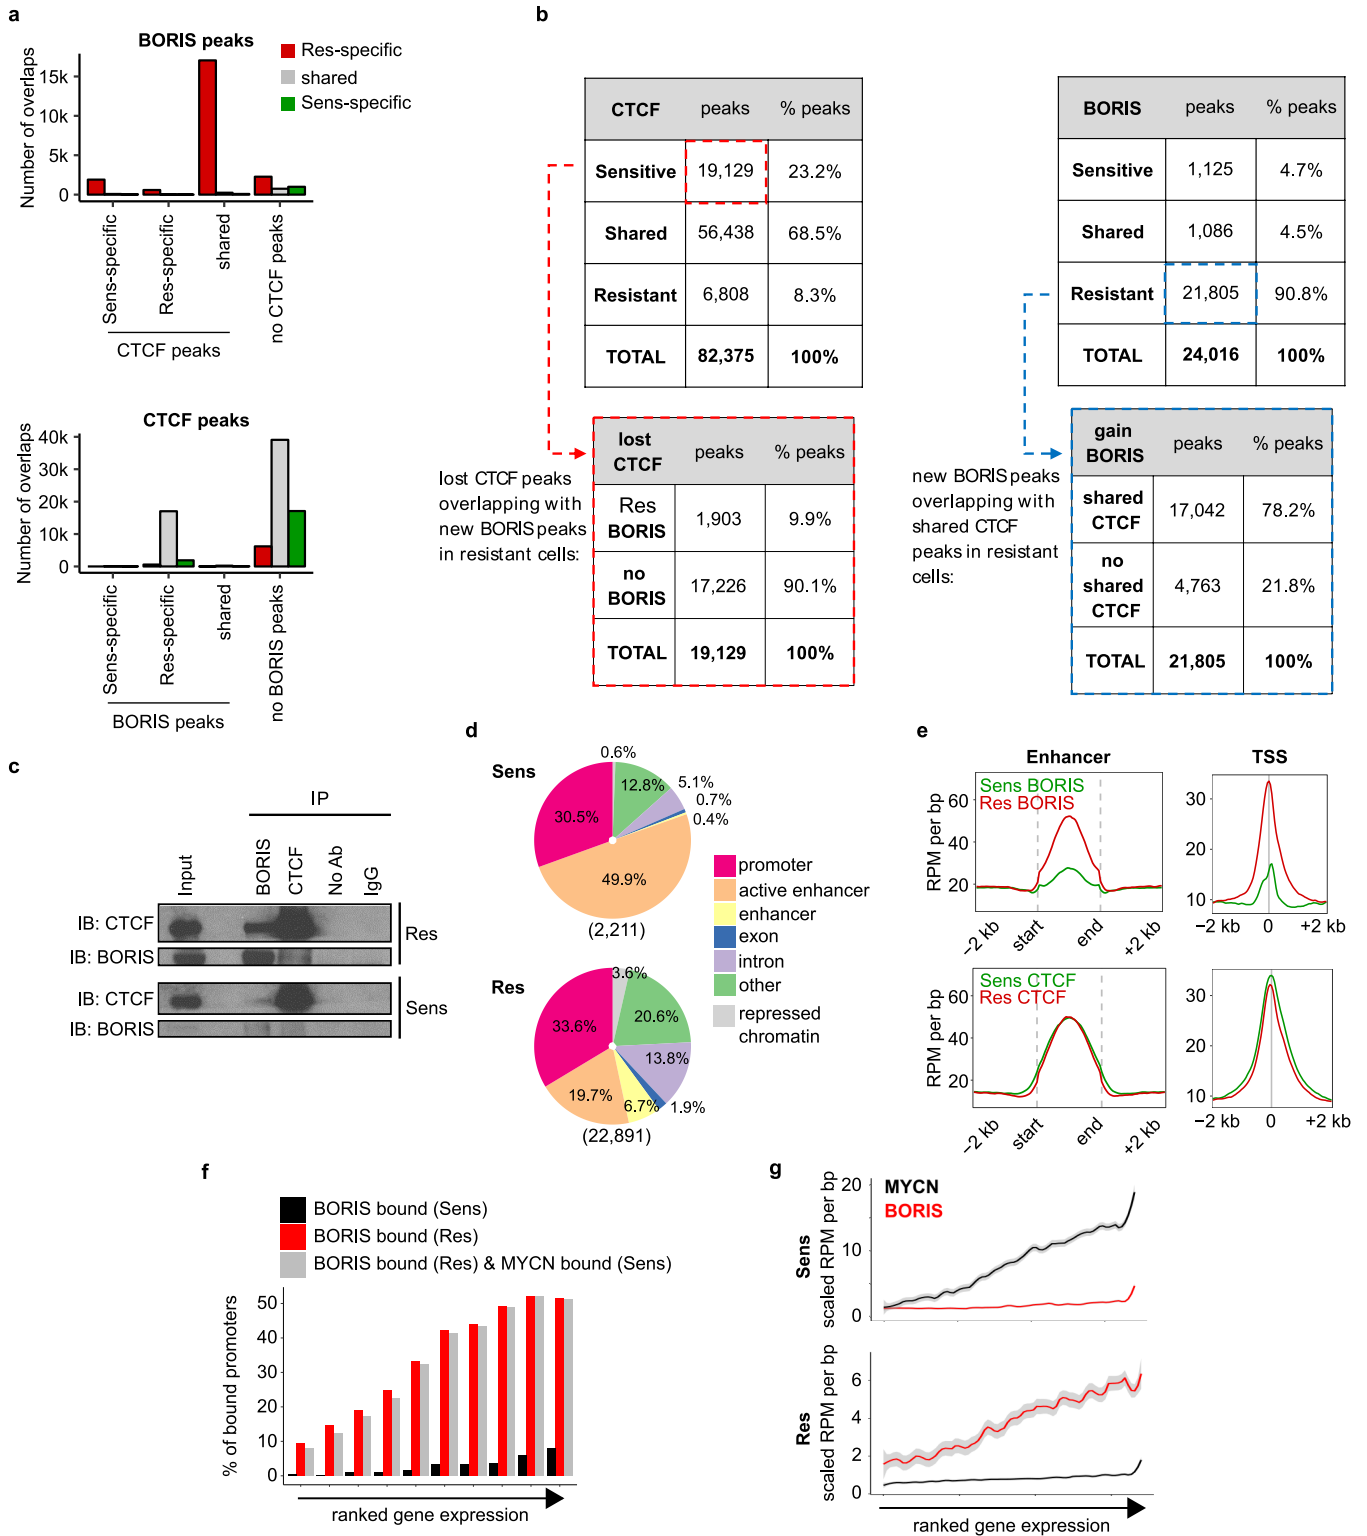 a
BORIS peaks
Res-specific
shared
Sens-specific
Number of overlaps
15k
10k
5k
0
Sens-specific
Res-specific
shared
no CTCF peaks
CTCF peaks
CTCF peaks
Number of overlaps
40k
30k
20k
10k
0
Sens-specific
Res-specific
shared
no BORIS peaks
BORIS peaks
b
CTCF peaks % peaks
Sensitive 19,129 23.2%
Shared 56,438 68.5%
Resistant 6,808 8.3%
TOTAL 82,375 100%
lost CTCF peaks
overlapping with
new BORIS peaks
in resistant cells:
lost
CTCF peaks % peaks
Res
BORIS 1,903 9.9%
no
BORIS 17,226 90.1%
TOTAL 19,129 100%
BORIS peaks % peaks
Sensitive 1,125 4.7%
Shared 1,086 4.5%
Resistant 21,805 90.8%
TOTAL 24,016 100%
new BORIS peaks
overlapping with
shared CTCF
peaks in resistant
cells:
gain
BORIS peaks % peaks
shared
CTCF 17,042 78.2%
no
shared
CTCF 4,763 21.8%
TOTAL 21,805 100%
c
IP
Input
BORIS
CTCF
No Ab
IgG
IB: CTCF
IB: BORIS
Res
IB: CTCF
IB: BORIS
Sens
d
Sens
0.6%
12.8%
5.1%
0.7%
0.4%
30.5%
49.9%
(2,211)
promoter
active enhancer
enhancer
exon
intron
other
repressed
chromatin
Res
3.6%
20.6%
33.6%
13.8%
19.7%
6.7%
1.9%
(22,891)
e
Enhancer
TSS
Sens BORIS
Res BORIS
RPM per bp
60
40
20
−2 kb
start
end
+2 kb
30
20
10
−2 kb 0 +2 kb
Sens CTCF
Res CTCF
RPM per bp
60
40
20
−2 kb
start
end
+2 kb
30
20
10
−2 kb 0 +2 kb
f
BORIS bound (Sens)
BORIS bound (Res)
BORIS bound (Res) & MYCN bound (Sens)
% of bound promoters
50
40
30
20
10
0
ranked gene expression
g
MYCN
BORIS
Sens
scaled RPM per bp
20
10
0
Res
scaled RPM per bp
6
4
2
0
ranked gene expression